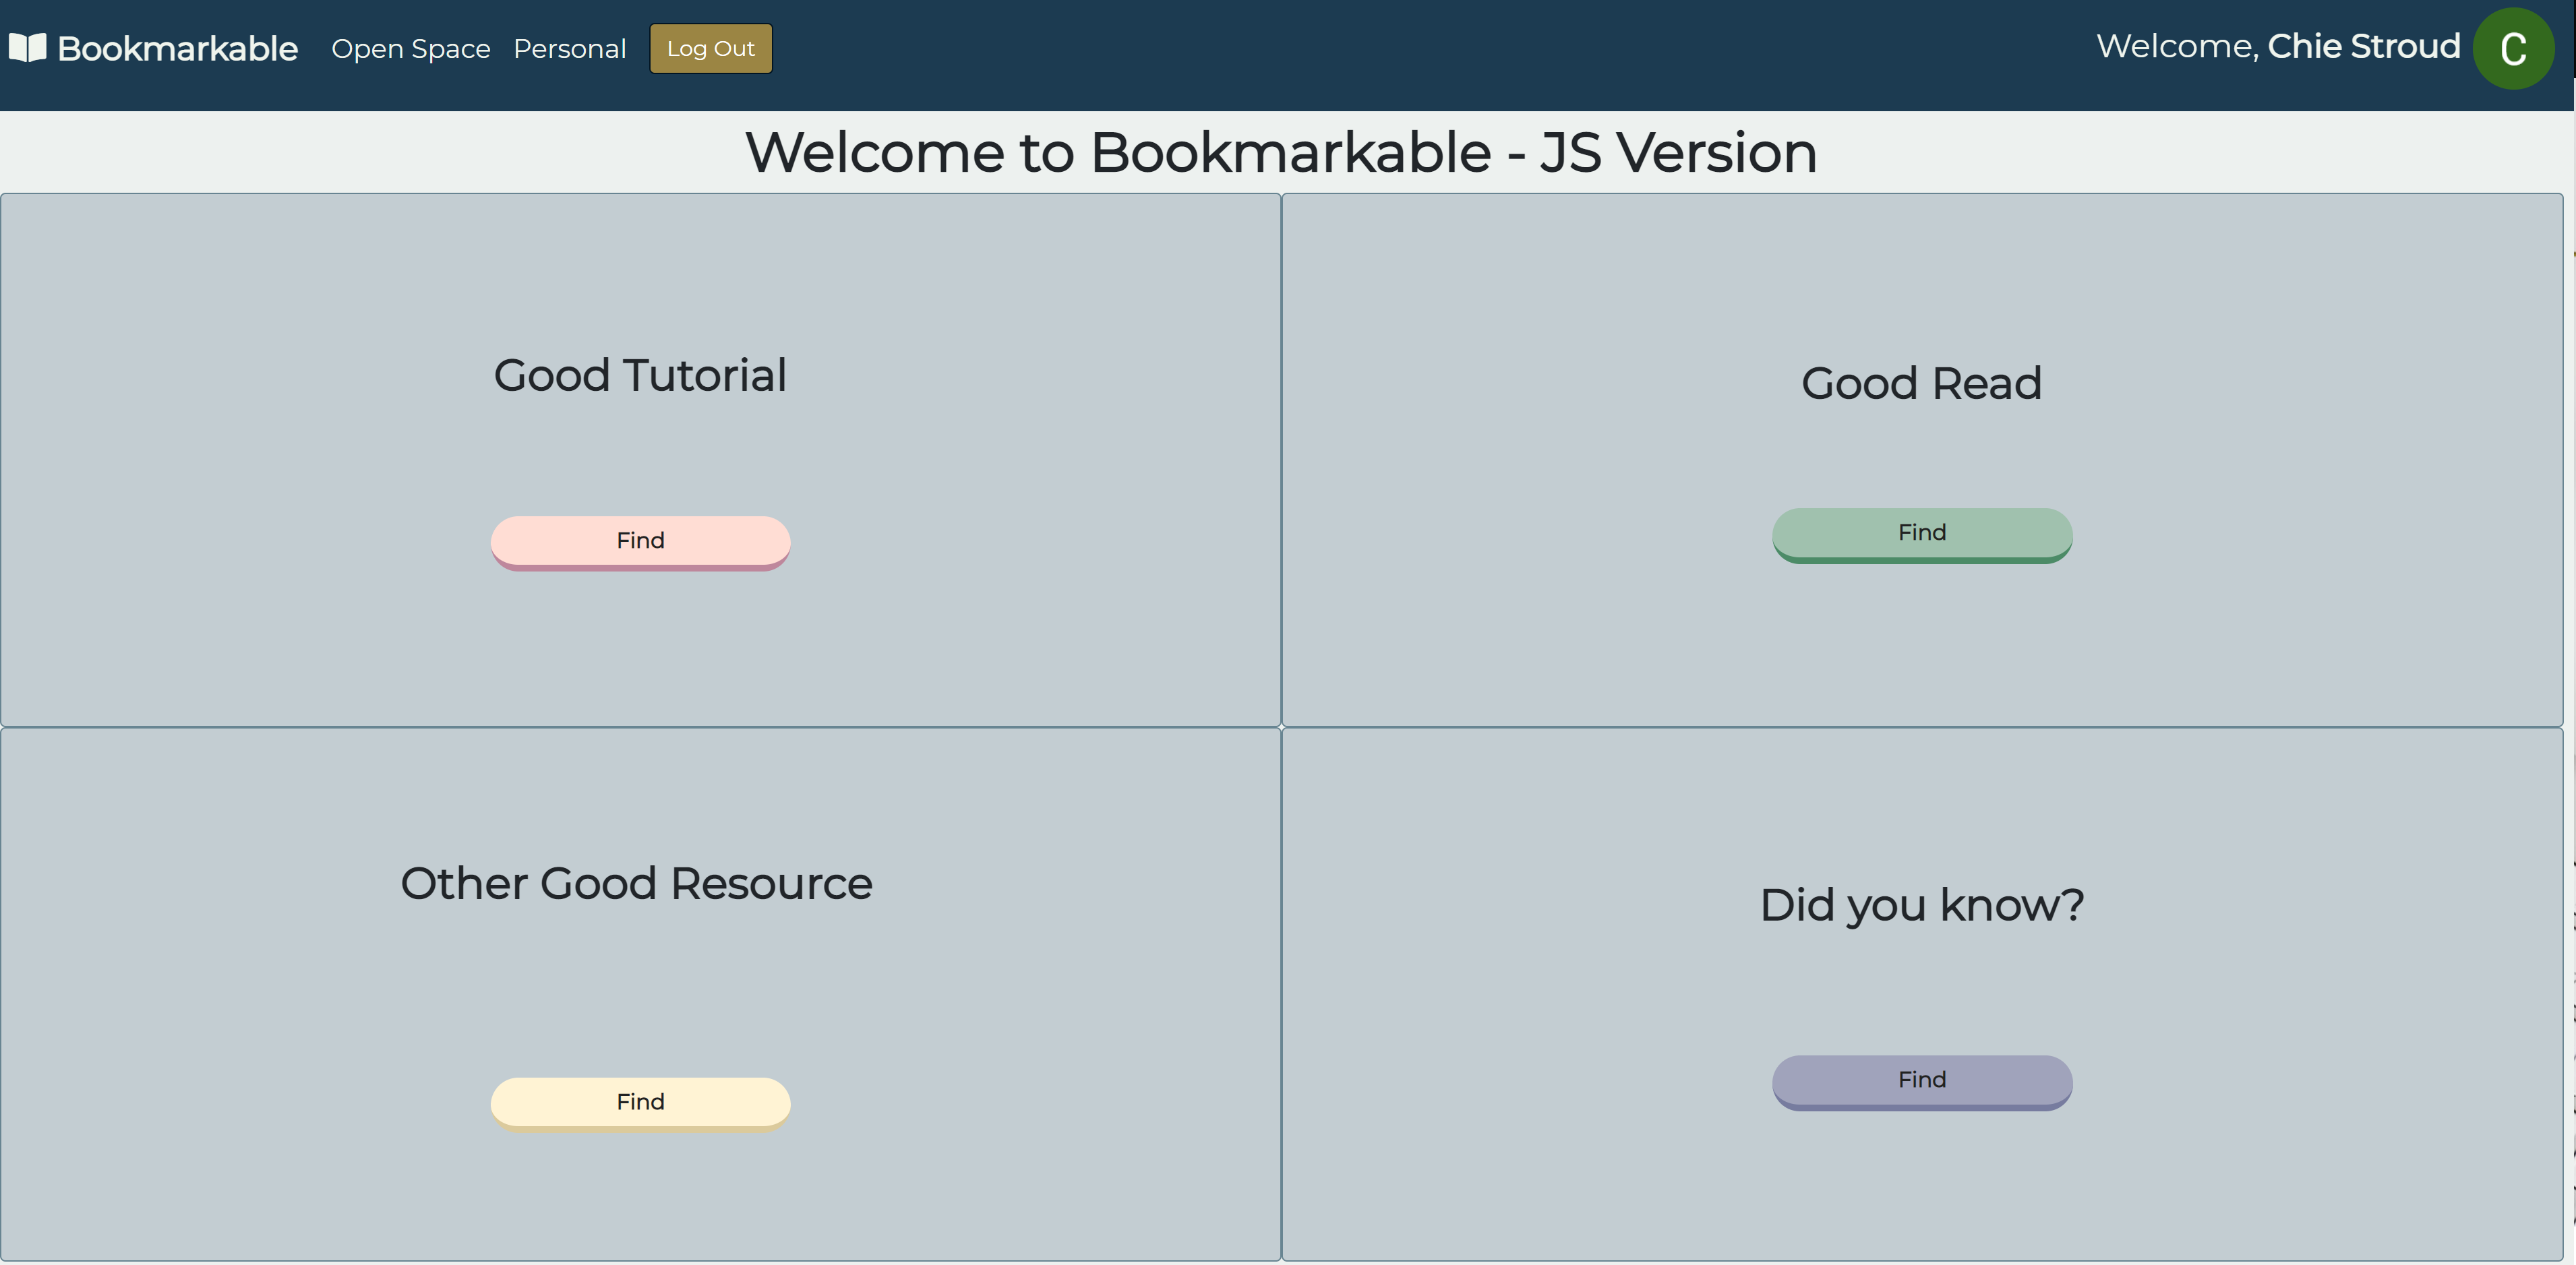 Bookmarkable Open Space Personal Log Out Welcome, Chie Stroud C
Welcome to Bookmarkable - JS Version
Good Tutorial
Find
Good Read
Find
Other Good Resource
Find
Did you know?
Find